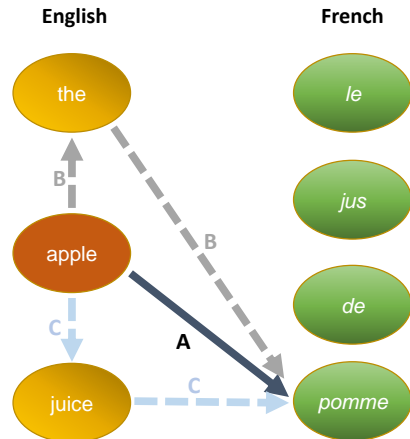 English
French
the
le
B
jus
B
apple
C
de
A
C
juice
pomme